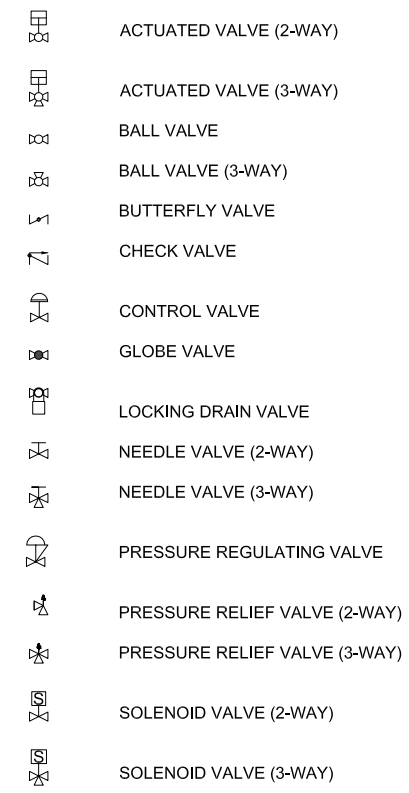 ACTUATED VALVE (2-WAY)
ACTUATED VALVE (3-WAY)
BALL VALVE
BALL VALVE (3-WAY)
BUTTERFLY VALVE
CHECK VALVE
CONTROL VALVE
GLOBE VALVE
LOCKING DRAIN VALVE
NEEDLE VALVE (2-WAY)
NEEDLE VALVE (3-WAY)
PRESSURE REGULATING VALVE
PRESSURE RELIEF VALVE (2-WAY)
PRESSURE RELIEF VALVE (3-WAY)
S SOLENOID VALVE (2-WAY)
S SOLENOID VALVE (3-WAY)